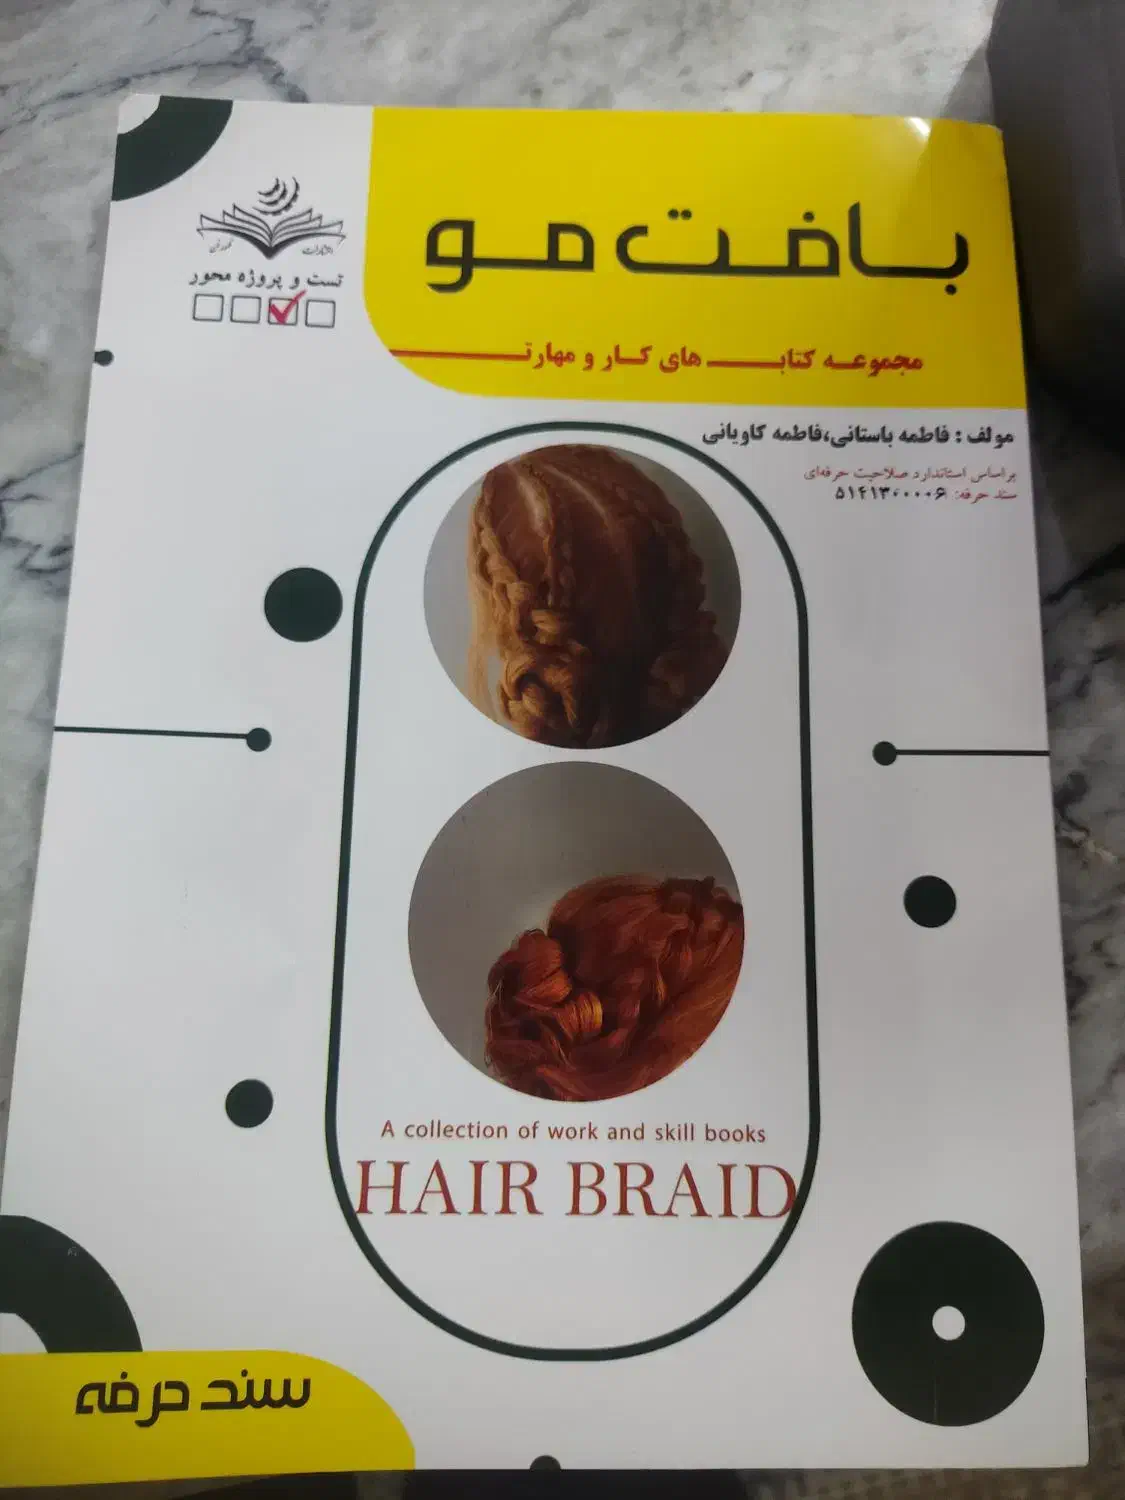 بافت مو
مجموعه کتاب های کار و مهارت
تست و پروژه محور
مولف : فاطمه باستانی،فاطمه کاویانی
براساس استاندارد صلاحیت حرفه‌ای
سند حرفه: ۵۱۴۱۳۰۰۰۰۶
A collection of work and skill books
HAIR BRAID
سند حرفه